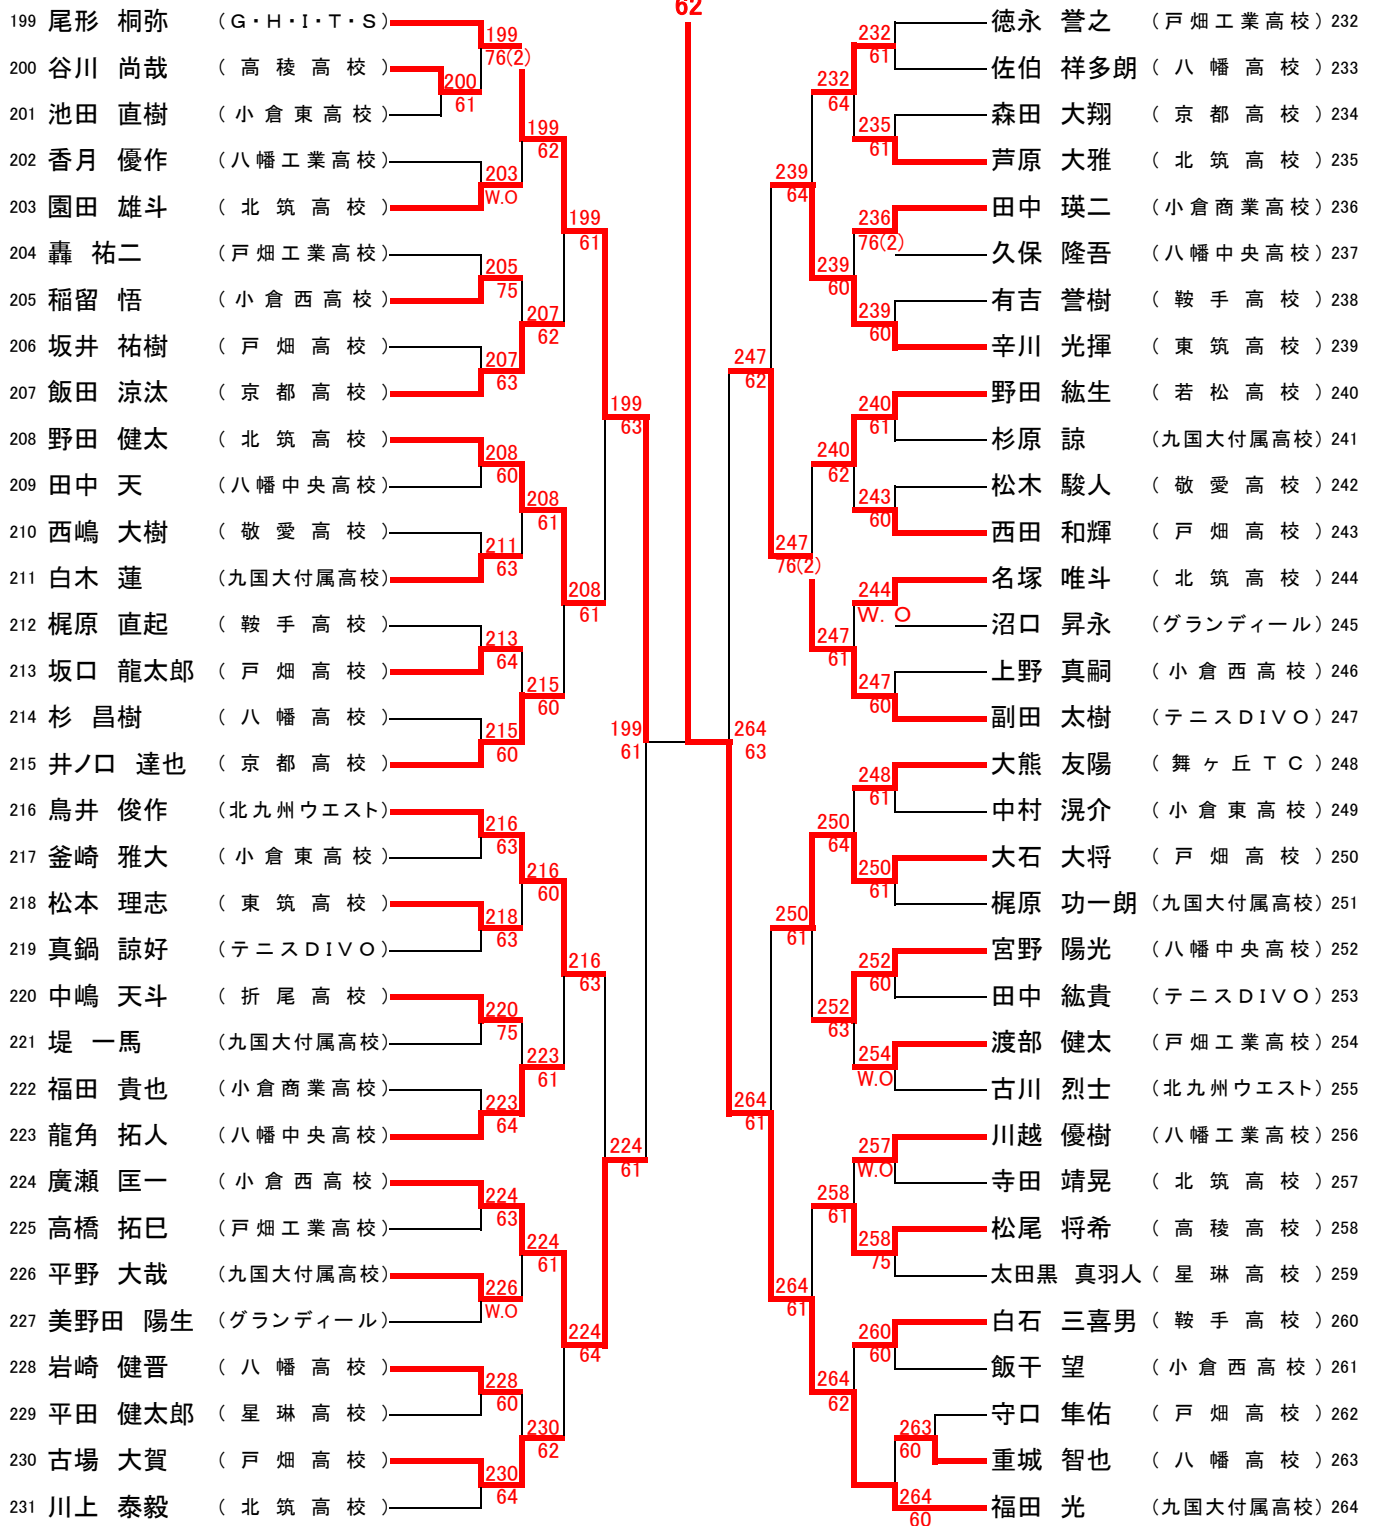 62
199 尾形 桐弥 (G・H・I・T・S)
200 谷川 尚哉 (高稜高校)
201 池田 直樹 (小倉東高校)
202 香月 優作 (八幡工業高校)
203 園田 雄斗 (北筑高校)
204 轟 祐二 (戸畑工業高校)
205 稲留 悟 (小倉西高校)
206 坂井 祐樹 (戸畑高校)
207 飯田 涼汰 (京都高校)
208 野田 健太 (北筑高校)
209 田中 天 (八幡中央高校)
210 西嶋 大樹 (敬愛高校)
211 白木 蓮 (九国大付属高校)
212 梶原 直起 (鞍手高校)
213 坂口 龍太郎 (戸畑高校)
214 杉 昌樹 (八幡高校)
215 井ノ口 達也 (京都高校)
216 鳥井 俊作 (北九州ウエスト)
217 釜崎 雅大 (小倉東高校)
218 松本 理志 (東筑高校)
219 真鍋 諒好 (テニスDIVO)
220 中嶋 天斗 (折尾高校)
221 堤 一馬 (九国大付属高校)
222 福田 貴也 (小倉商業高校)
223 龍角 拓人 (八幡中央高校)
224 廣瀬 匡一 (小倉西高校)
225 高橋 拓巳 (戸畑工業高校)
226 平野 大哉 (九国大付属高校)
227 美野田 陽生 (グランディール)
228 岩崎 健晋 (八幡高校)
229 平田 健太郎 (星琳高校)
230 古場 大賀 (戸畑高校)
231 川上 泰毅 (北筑高校)
199
76(2)
200
61
203
W.O
205
75
207
63
208
60
211
63
213
64
215
60
216
63
218
63
220
75
223
64
224
63
226
W.O
228
60
230
64
199
62
207
62
208
61
215
60
216
60
223
61
224
61
230
62
199
61
208
61
216
63
224
64
199
63
224
61
199
61
264
63
247
62
264
61
239
64
247
76(2)
250
61
264
61
232
64
239
60
240
62
247
61
250
64
252
63
258
61
264
62
232
61
235
61
236
76(2)
239
60
240
61
243
60
244
W. O
247
60
248
61
250
61
252
60
254
W.O
257
W.O
258
75
260
60
263
60
264
60
徳永 誉之 (戸畑工業高校) 232
佐伯 祥多朗 (八幡高校) 233
森田 大翔 (京都高校) 234
芦原 大雅 (北筑高校) 235
田中 瑛二 (小倉商業高校) 236
久保 隆吾 (八幡中央高校) 237
有吉 誉樹 (鞍手高校) 238
辛川 光揮 (東筑高校) 239
野田 紘生 (若松高校) 240
杉原 諒 (九国大付属高校) 241
松木 駿人 (敬愛高校) 242
西田 和輝 (戸畑高校) 243
名塚 唯斗 (北筑高校) 244
沼口 昇永 (グランディール) 245
上野 真嗣 (小倉西高校) 246
副田 太樹 (テニスDIVO) 247
大熊 友陽 (舞ヶ丘TC) 248
中村 滉介 (小倉東高校) 249
大石 大将 (戸畑高校) 250
梶原 功一朗 (九国大付属高校) 251
宮野 陽光 (八幡中央高校) 252
田中 紘貴 (テニスDIVO) 253
渡部 健太 (戸畑工業高校) 254
古川 烈士 (北九州ウエスト) 255
川越 優樹 (八幡工業高校) 256
寺田 靖晃 (北筑高校) 257
松尾 将希 (高稜高校) 258
太田黒 真羽人 (星琳高校) 259
白石 三喜男 (鞍手高校) 260
飯干 望 (小倉西高校) 261
守口 隼佑 (戸畑高校) 262
重城 智也 (八幡高校) 263
福田 光 (九国大付属高校) 264